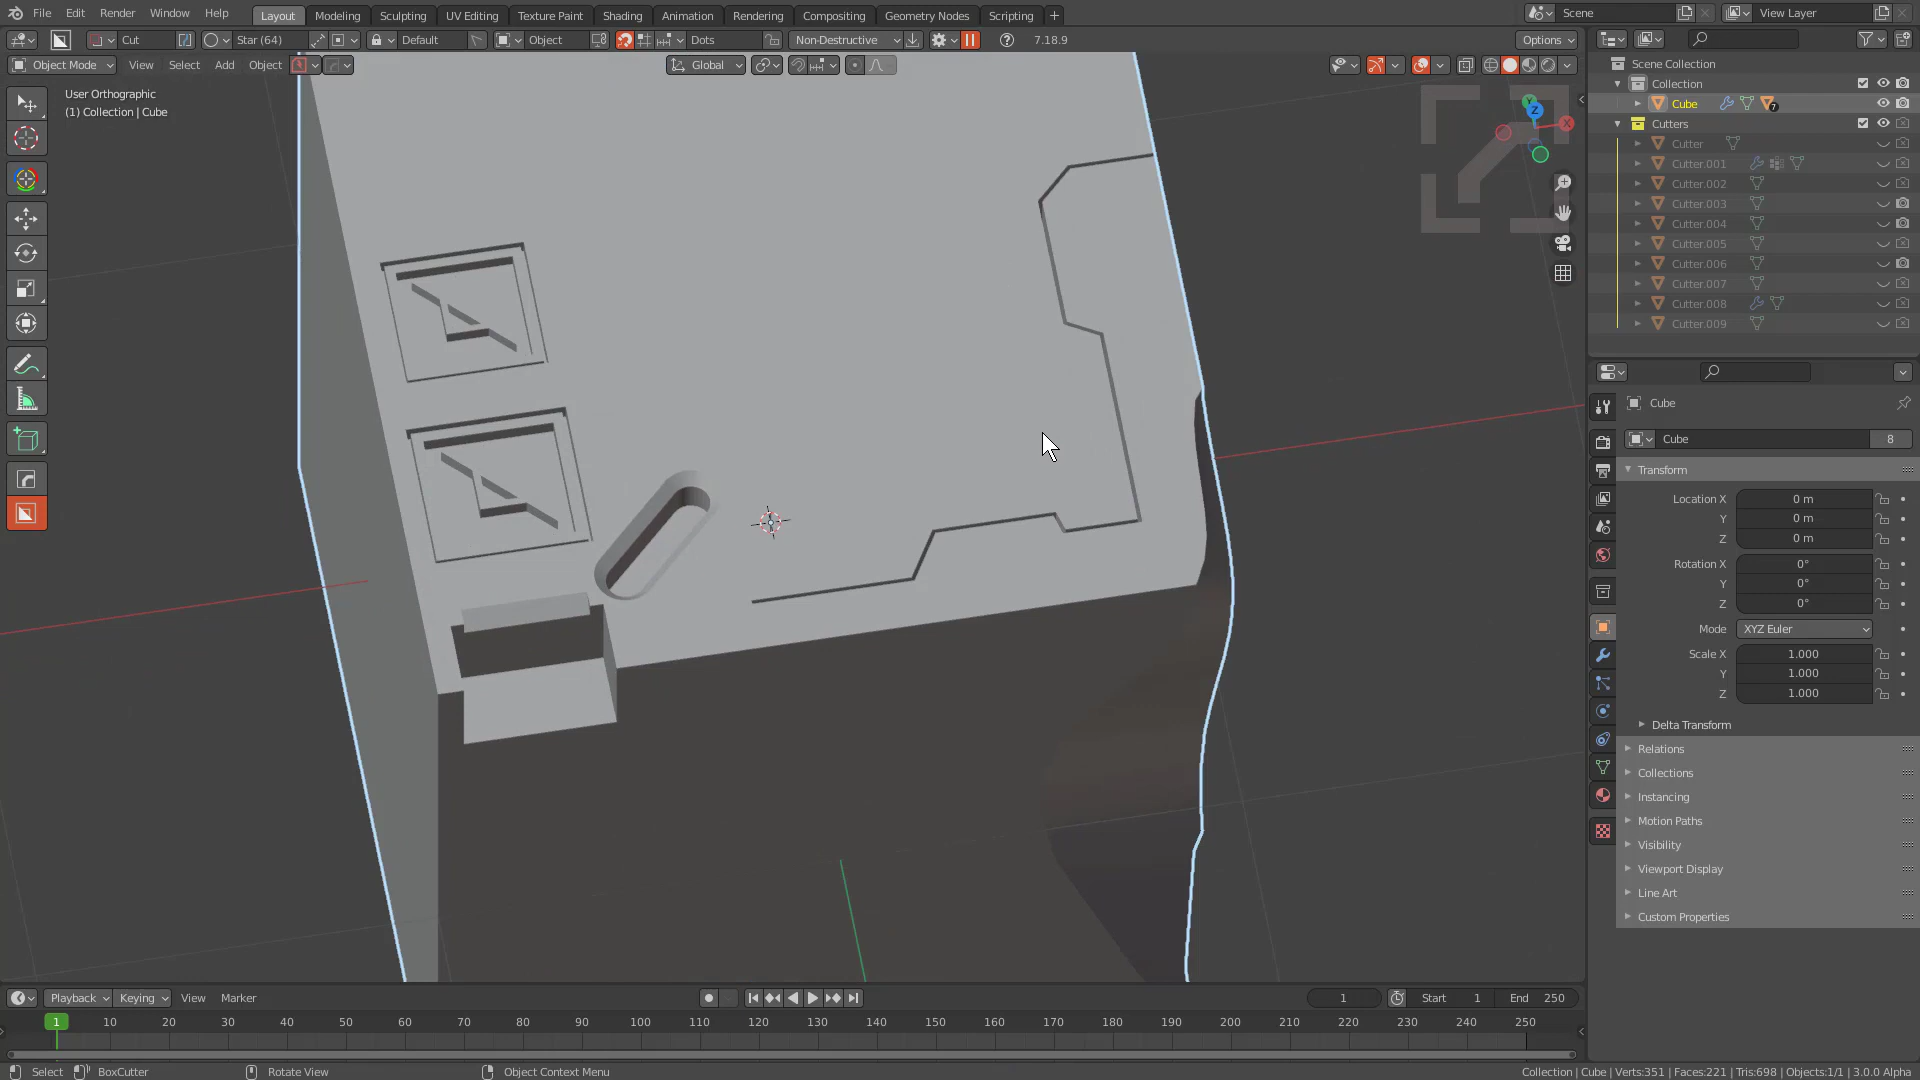 File Edit Render Window Help
Layout Modeling Sculpting UV Editing Texture Paint Shading Animation Rendering Compositing Geometry Nodes Scripting
Scene
View Layer
Cut Star (64) Default Object Dots Non-Destructive 7.18.9
Options
Object Mode View Select Add Object
Global
User Orthographic
(1) Collection | Cube
Z
X
Y
Scene Collection
Collection
Cube
7
Cutters
Cutter
Cutter.001
Cutter.002
Cutter.003
Cutter.004
Cutter.005
Cutter.006
Cutter.007
Cutter.008
Cutter.009
Cube
Cube 8
Transform
Location X 0 m
Y 0 m
Z 0 m
Rotation X 0°
Y 0°
Z 0°
Mode XYZ Euler
Scale X 1.000
Y 1.000
Z 1.000
Delta Transform
Relations
Collections
Instancing
Motion Paths
Visibility
Viewport Display
Line Art
Custom Properties
Playback Keying View Marker
1 Start 1 End 250
1 10 20 30 40 50 60 70 80 90 100 110 120 130 140 150 160 170 180 190 200 210 220 230 240 250
Select BoxCutter Rotate View Object Context Menu
Collection | Cube | Verts:351 | Faces:221 | Tris:698 | Objects:1/1 | 3.0.0 Alpha